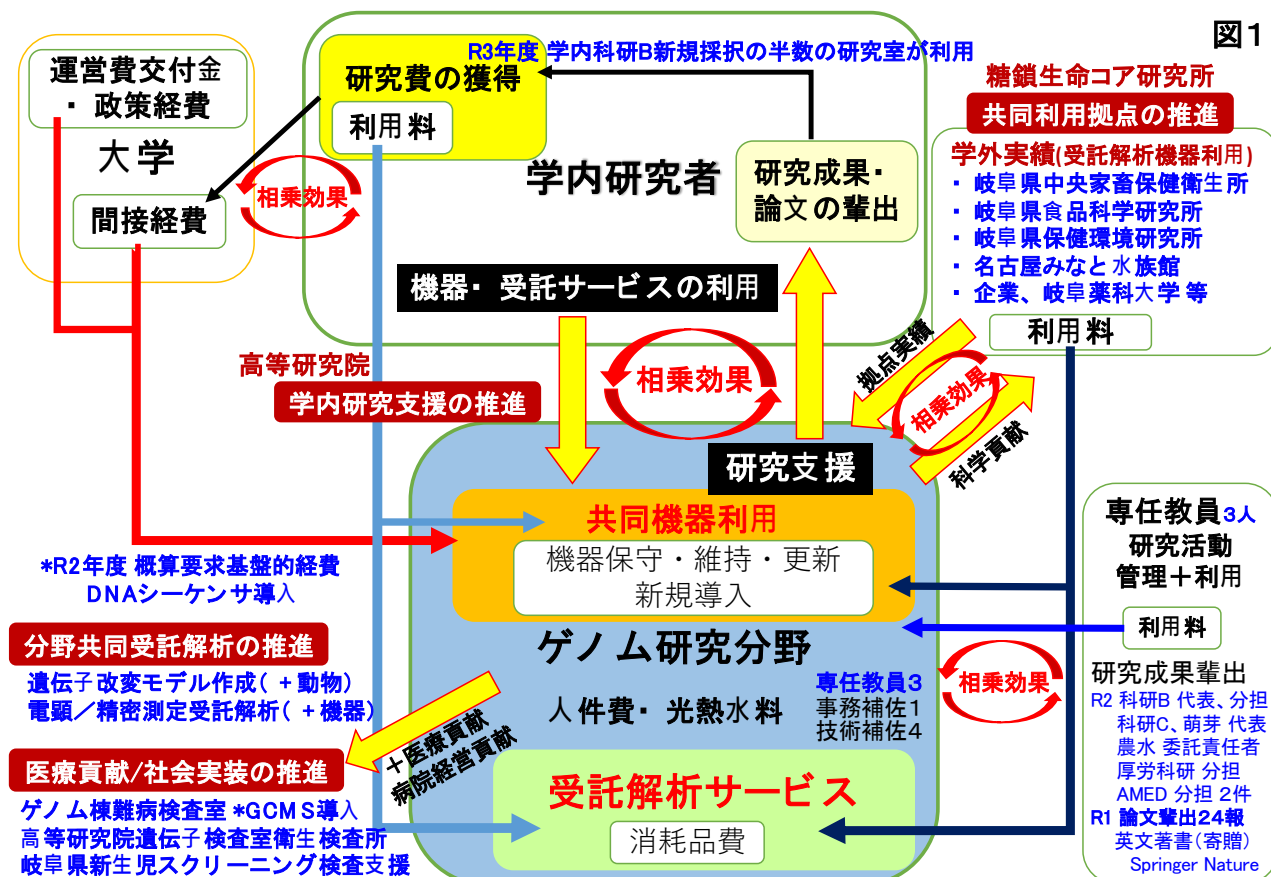 図1
R3年度 学内科研B新規採択の半数の研究室が利用
運営費交付金
・ 政策経費
大学
間接経費
研究費の獲得
利用料
相乗効果
学内研究者
研究成果・
論文の輩出
機器・ 受託サービスの利用
糖鎖生命コア研究所
共同利用拠点の推進
学外実績(受託解析機器利用)
・ 岐阜県中央家畜保健衛生所
・ 岐阜県食品科学研究所
・ 岐阜県保健環境研究所
・ 名古屋みなと水族館
・ 企業、岐阜薬科大学 等
利用料
高等研究院
学内研究支援の推進
相乗効果
拠点実績
相乗効果
科学貢献
研究支援
共同機器利用
機器保守・維持・更新
新規導入
ゲノム研究分野
人件費・ 光熱水料
専任教員3
事務補佐1
技術補佐4
受託解析サービス
消耗品費
*R2年度 概算要求基盤的経費
DNAシーケンサ導入
分野共同受託解析の推進
遺伝子改変モデル作成( +動物)
電顕／精密測定受託解析( +機器)
＋医療貢献
病院経営貢献
医療貢献/社会実装の推進
ゲノム棟難病検査室 *GCMS導入
高等研究院遺伝子検査室衛生検査所
岐阜県新生児スクリーニング検査支援
専任教員3人
研究活動
管理＋利用
利用料
相乗効果
研究成果輩出
R2 科研B 代表、分担
科研C、萌芽 代表
農水 委託責任者
厚労科研 分担
AMED 分担 2件
R1 論文輩出24報
英文著書(寄贈)
Springer Nature